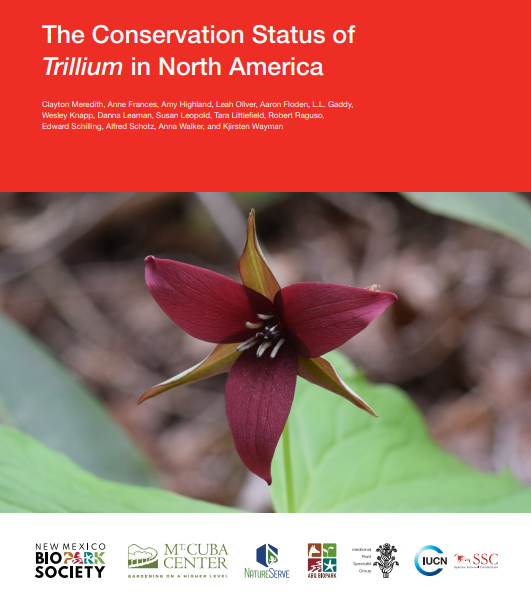 The Conservation Status of
Trillium in North America
Clayton Meredith, Anne Frances, Amy Highland, Leah Oliver, Aaron Floden, L.L. Gaddy,
Wesley Knapp, Danna Leaman, Susan Leopold, Tara Littlefield, Robert Raguso,
Edward Schilling, Alfred Schotz, Anna Walker, and Kjirsten Wayman
NEW MEXICO
BIOPARK
SOCIETY
MT. CUBA
CENTER
GARDENING ON A HIGHER LEVEL
NATURESERVE
ABQ BIOPARK
Medicinal
Plant
Specialist
Group
IUCN
SSC
Species Survival Commission